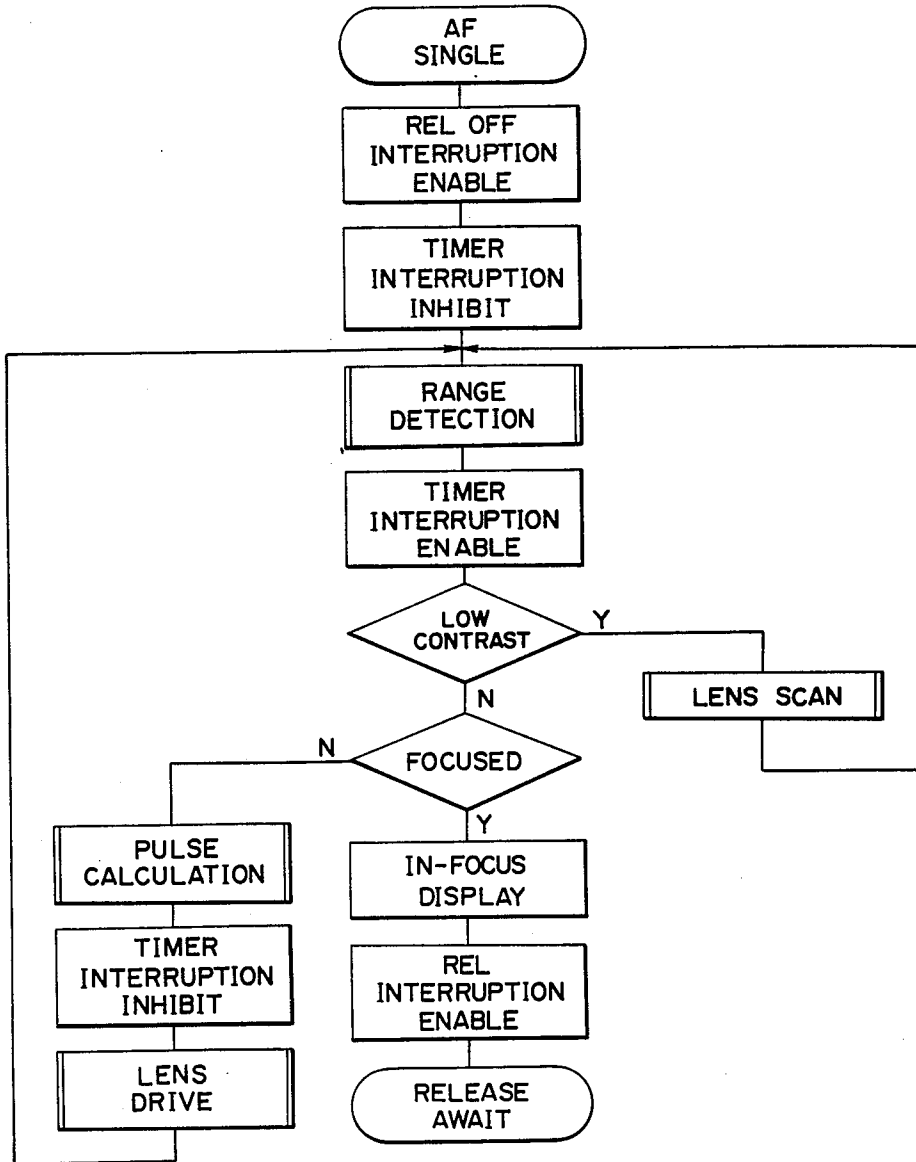 AF
SINGLE
REL OFF
INTERRUPTION
ENABLE
TIMER
INTERRUPTION
INHIBIT
RANGE
DETECTION
TIMER
INTERRUPTION
ENABLE
LOW
CONTRAST
Y
N
LENS SCAN
FOCUSED
N
Y
PULSE
CALCULATION
TIMER
INTERRUPTION
INHIBIT
LENS
DRIVE
IN-FOCUS
DISPLAY
REL
INTERRUPTION
ENABLE
RELEASE
AWAIT